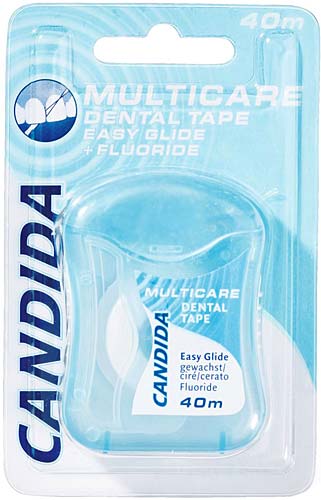 40m
MULTICARE
DENTAL TAPE
EASY GLIDE
+ FLUORIDE
CANDIDA
MULTICARE
DENTAL
TAPE
CANDIDA
Easy Glide
gewachst/
ciré/cerato
Fluoride
40m